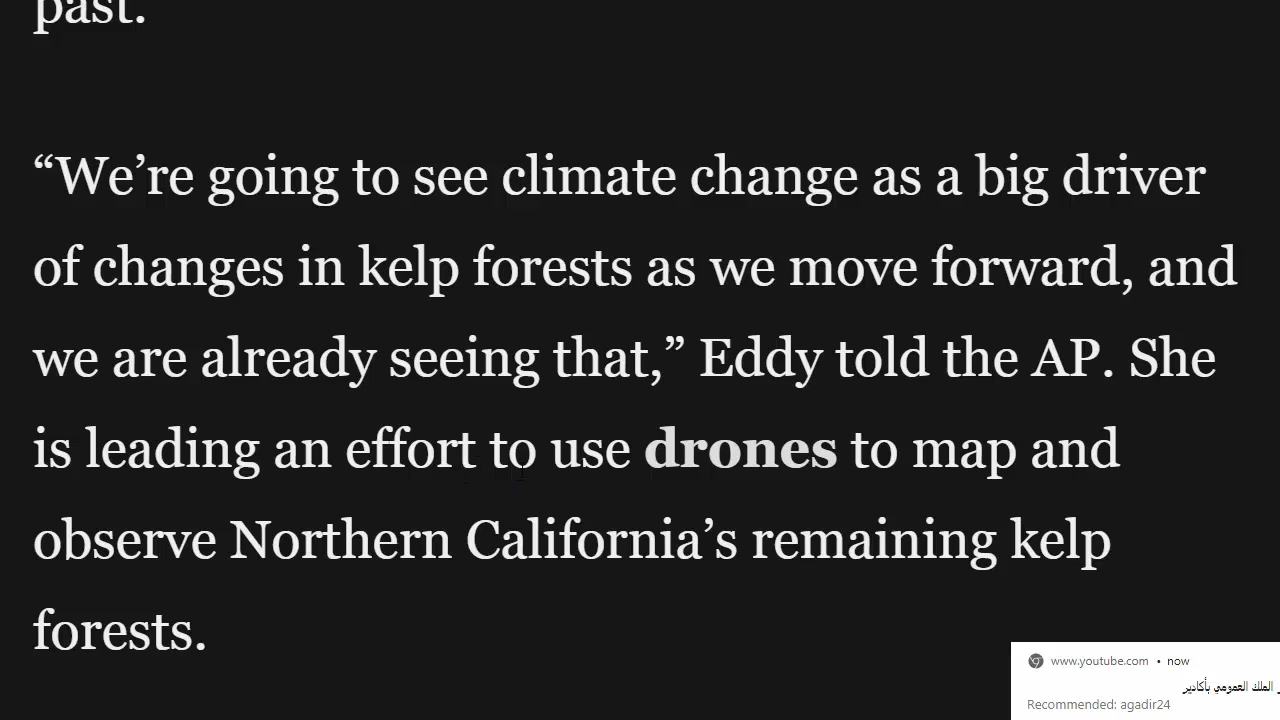 past.
“We’re going to see climate change as a big driver
of changes in kelp forests as we move forward, and
we are already seeing that,” Eddy told the AP. She
is leading an effort to use drones to map and
observe Northern California’s remaining kelp
forests.
www.youtube.com • now
الملك العمومي بأكادير
Recommended: agadir24